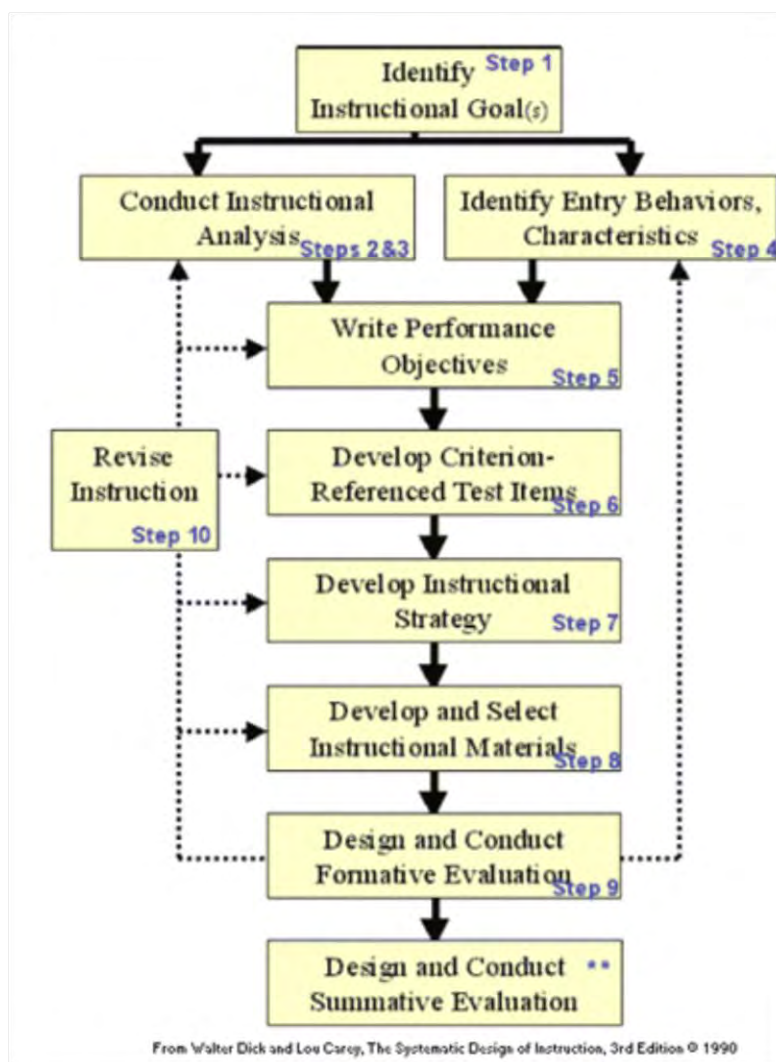 Identify Step 1
Instructional Goal(s)
Conduct Instructional
Analysis
Steps 2&3
Identify Entry Behaviors,
Characteristics
Step 4
Write Performance
Objectives
Step 5
Revise
Instruction
Step 10
Develop Criterion-
Referenced Test Items
Step 6
Develop Instructional
Strategy
Step 7
Develop and Select
Instructional Materials
Step 8
Design and Conduct
Formative Evaluation
Step 9
Design and Conduct **
Summative Evaluation
From Walter Dick and Lou Carey, The Systematic Design of Instruction, 3rd Edition © 1990